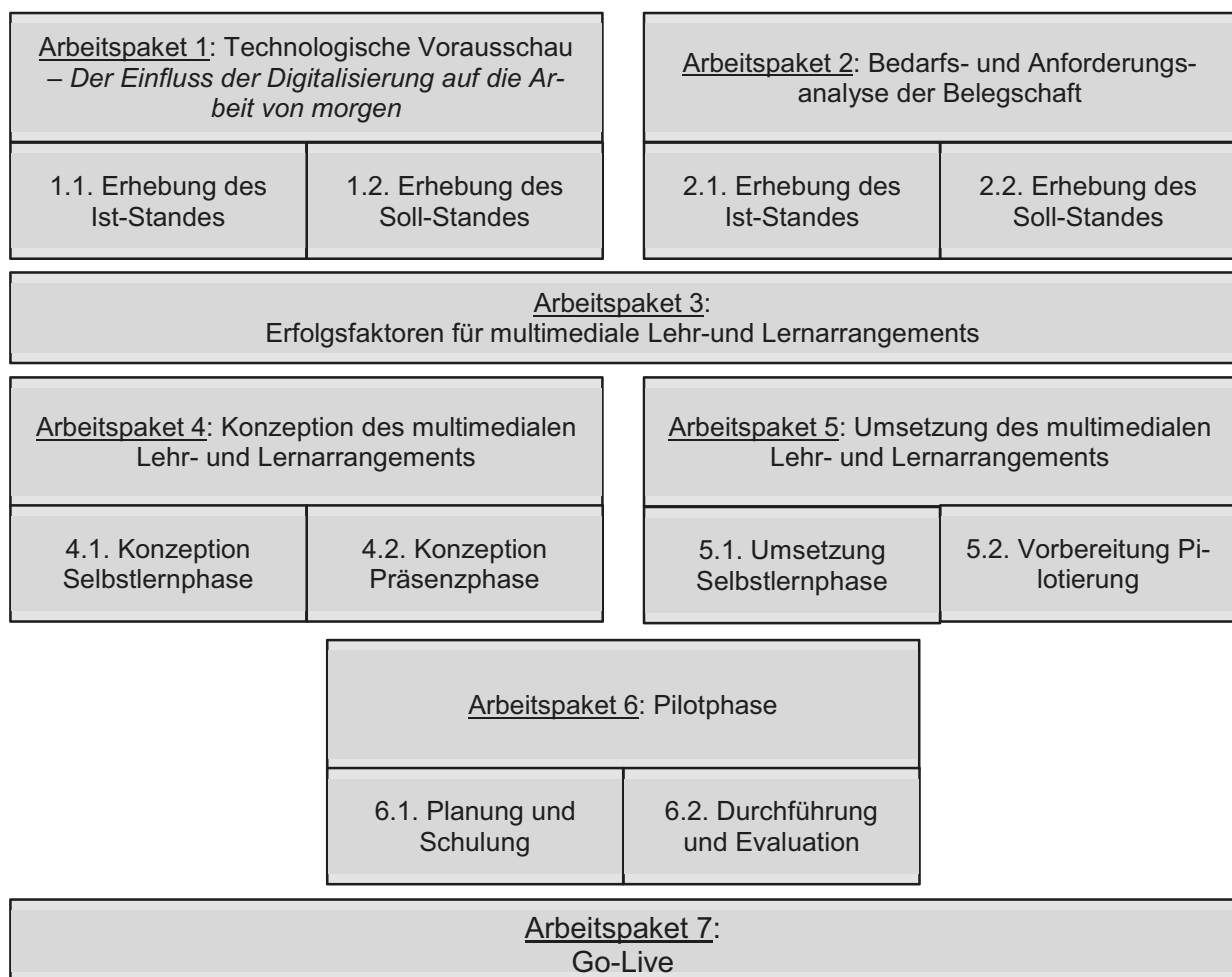 Arbeitspaket 1: Technologische Vorausschau
– Der Einfluss der Digitalisierung auf die Ar-
beit von morgen
1.1. Erhebung des
Ist-Standes
1.2. Erhebung des
Soll-Standes
Arbeitspaket 2: Bedarfs- und Anforderungs-
analyse der Belegschaft
2.1. Erhebung des
Ist-Standes
2.2. Erhebung des
Soll-Standes
Arbeitspaket 3:
Erfolgsfaktoren für multimediale Lehr-und Lernarrangements
Arbeitspaket 4: Konzeption des multimedialen
Lehr- und Lernarrangements
4.1. Konzeption
Selbstlernphase
4.2. Konzeption
Präsenzphase
Arbeitspaket 5: Umsetzung des multimedialen
Lehr- und Lernarrangements
5.1. Umsetzung
Selbstlernphase
5.2. Vorbereitung Pi-
lotierung
Arbeitspaket 6: Pilotphase
6.1. Planung und
Schulung
6.2. Durchführung
und Evaluation
Arbeitspaket 7:
Go-Live